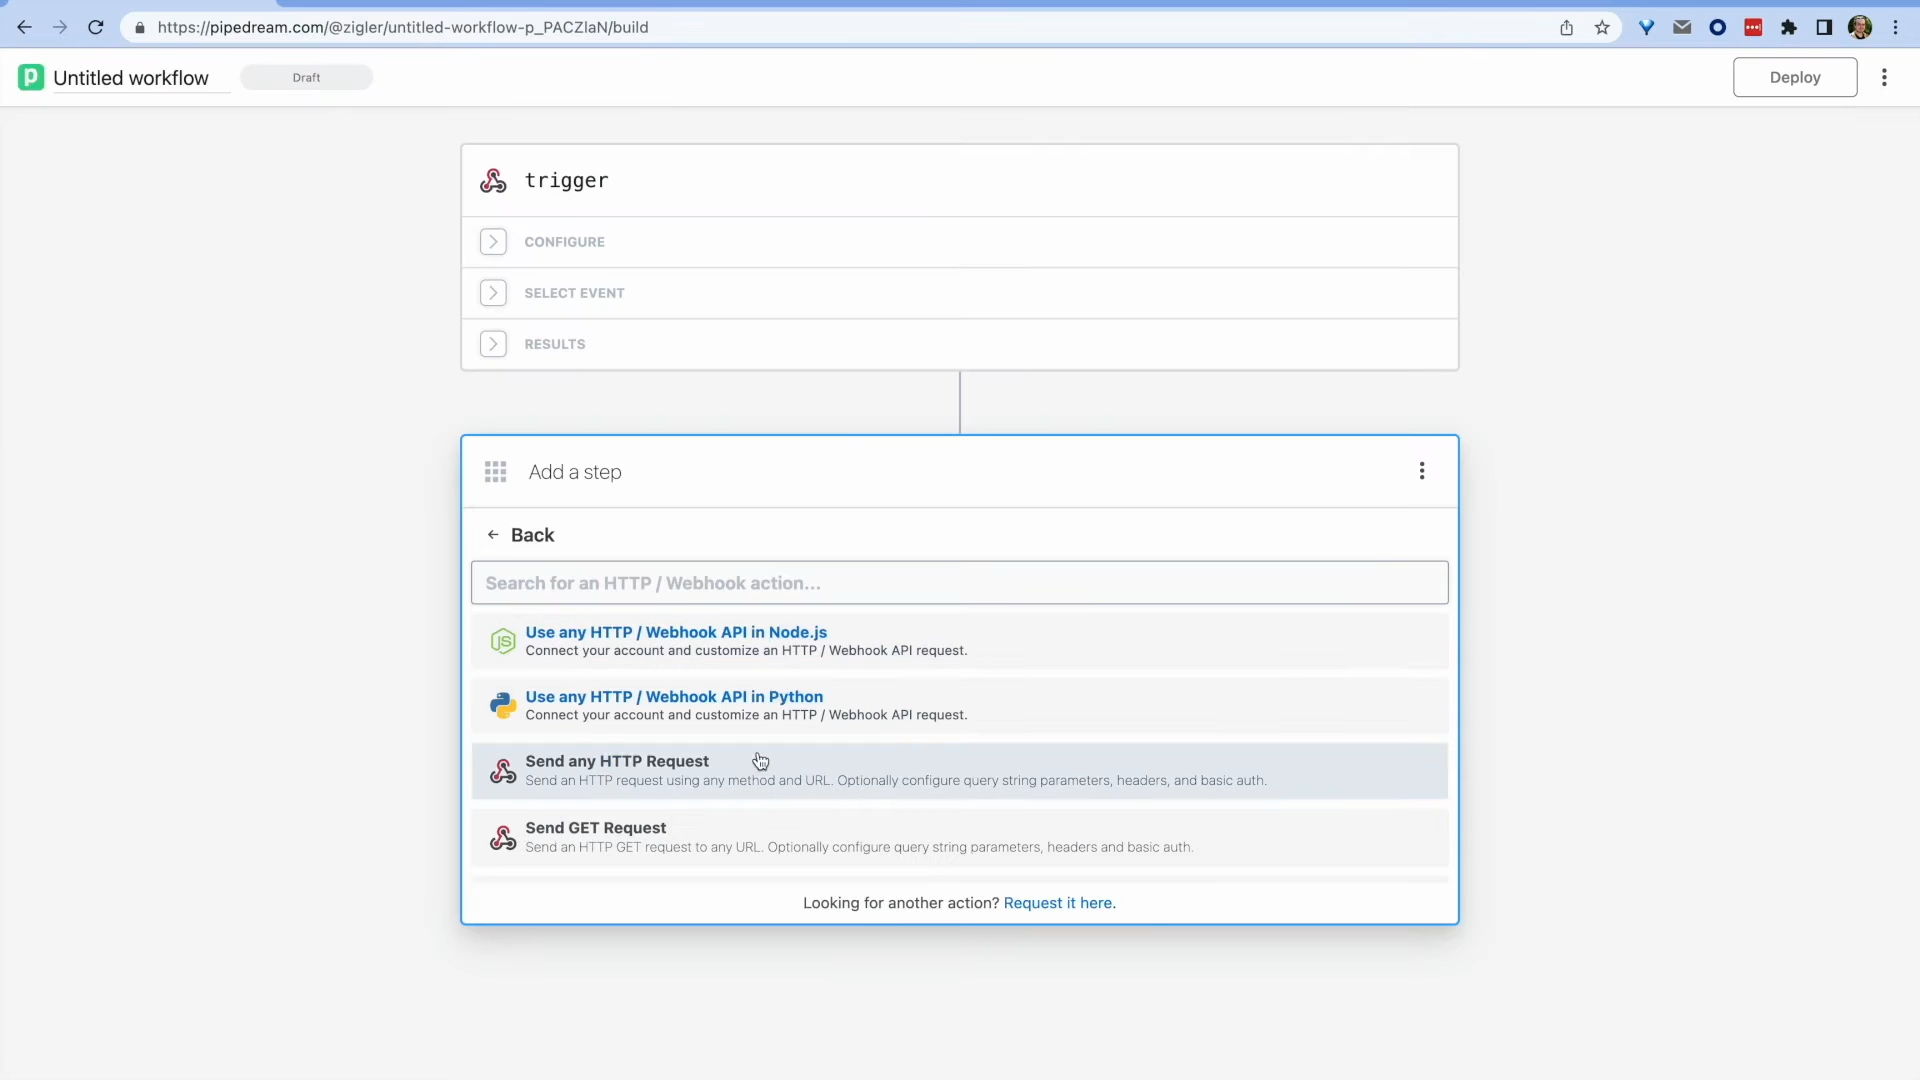 https://pipedream.com/@zigler/untitled-workflow-p_PACZlaN/build
Untitled workflow
Draft
Deploy
trigger
CONFIGURE
SELECT EVENT
RESULTS
Add a step
Back
Search for an HTTP / Webhook action...
Use any HTTP / Webhook API in Node.js
Connect your account and customize an HTTP / Webhook API request.
Use any HTTP / Webhook API in Python
Connect your account and customize an HTTP / Webhook API request.
Send any HTTP Request
Send an HTTP request using any method and URL. Optionally configure query string parameters, headers, and basic auth.
Send GET Request
Send an HTTP GET request to any URL. Optionally configure query string parameters, headers and basic auth.
Looking for another action? Request it here.